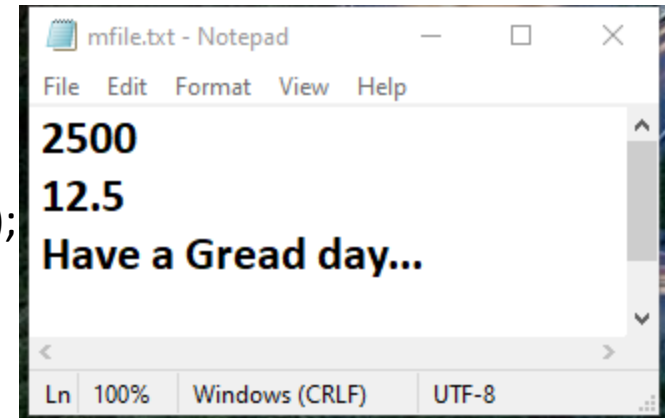 mfile.txt - Notepad
File Edit Format View Help
2500
12.5
);
Have a Gread day...
Ln 100% Windows (CRLF) UTF-8